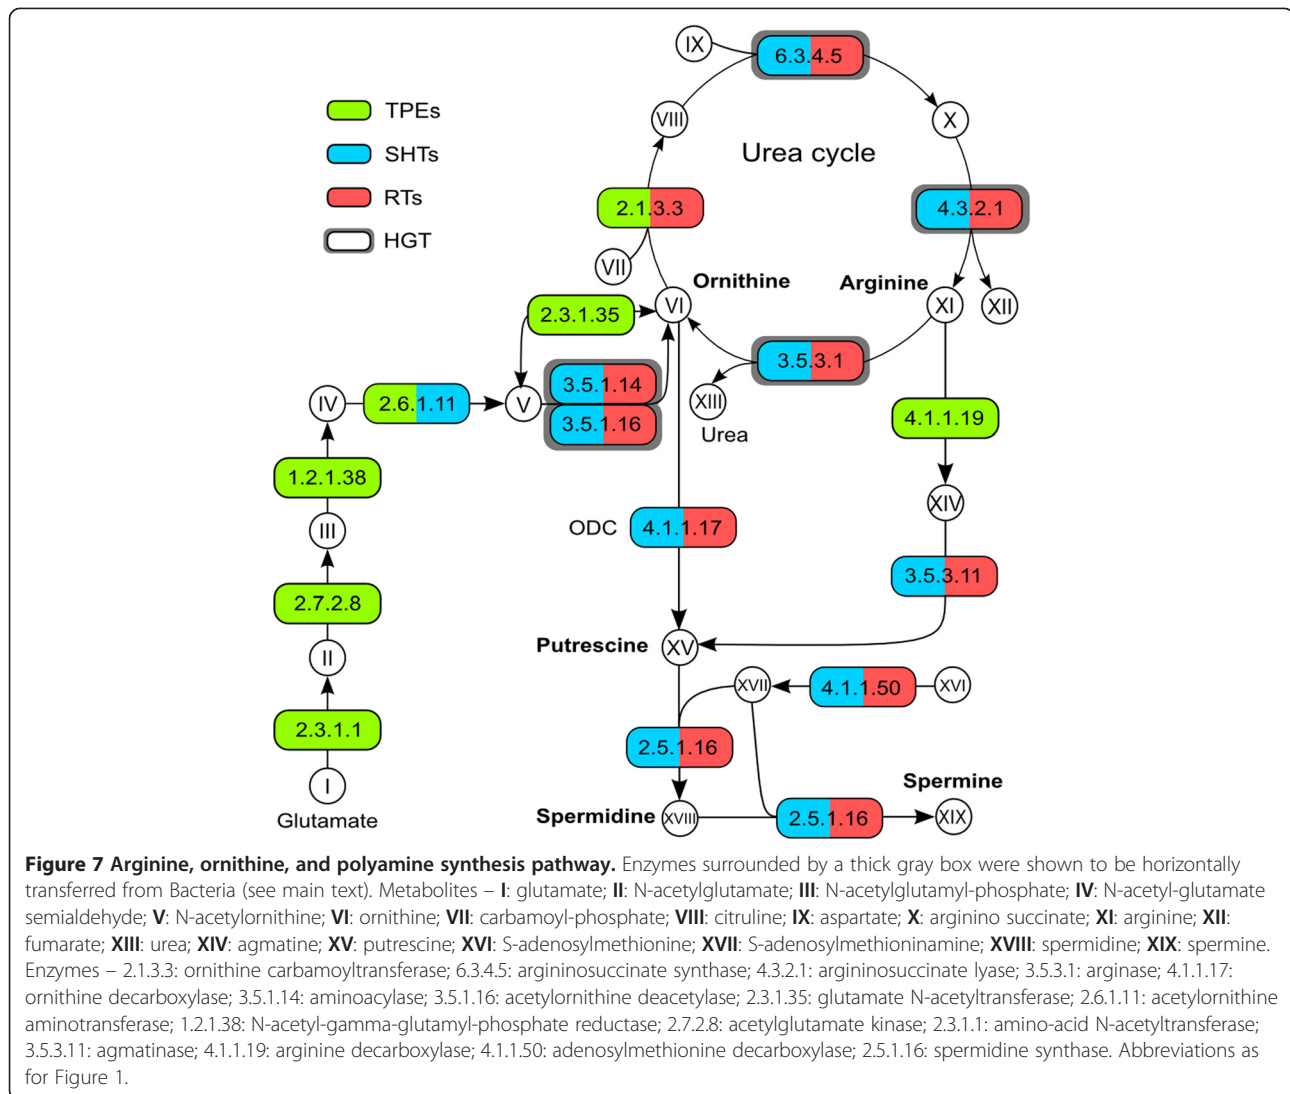 TPEs
SHTs
RTs
HGT
IX
6.3.4.5
VIII
X
Urea cycle
2.1.3.3
4.3.2.1
VII
Ornithine
Arginine
VI
XI
XII
2.3.1.35
3.5.3.1
3.5.1.14
XIII
Urea
IV
2.6.1.11
V
3.5.1.16
4.1.1.19
1.2.1.38
XIV
III
ODC
4.1.1.17
3.5.3.11
2.7.2.8
Putrescine
XV
II
XVII
4.1.1.50
XVI
2.3.1.1
2.5.1.16
I
Glutamate
Spermine
Spermidine
XVIII
2.5.1.16
XIX
Figure 7 Arginine, ornithine, and polyamine synthesis pathway. Enzymes surrounded by a thick gray box were shown to be horizontally
transferred from Bacteria (see main text). Metabolites – I: glutamate; II: N-acetylglutamate; III: N-acetylglutamyl-phosphate; IV: N-acetyl-glutamate
semialdehyde; V: N-acetylornithine; VI: ornithine; VII: carbamoyl-phosphate; VIII: citruline; IX: aspartate; X: arginino succinate; XI: arginine; XII:
fumarate; XIII: urea; XIV: agmatine; XV: putrescine; XVI: S-adenosylmethionine; XVII: S-adenosylmethioninamine; XVIII: spermidine; XIX: spermine.
Enzymes – 2.1.3.3: ornithine carbamoyltransferase; 6.3.4.5: argininosuccinate synthase; 4.3.2.1: argininosuccinate lyase; 3.5.3.1: arginase; 4.1.1.17:
ornithine decarboxylase; 3.5.1.14: aminoacylase; 3.5.1.16: acetylornithine deacetylase; 2.3.1.35: glutamate N-acetyltransferase; 2.6.1.11: acetylornithine
aminotransferase; 1.2.1.38: N-acetyl-gamma-glutamyl-phosphate reductase; 2.7.2.8: acetylglutamate kinase; 2.3.1.1: amino-acid N-acetyltransferase;
3.5.3.11: agmatinase; 4.1.1.19: arginine decarboxylase; 4.1.1.50: adenosylmethionine decarboxylase; 2.5.1.16: spermidine synthase. Abbreviations as
for Figure 1.